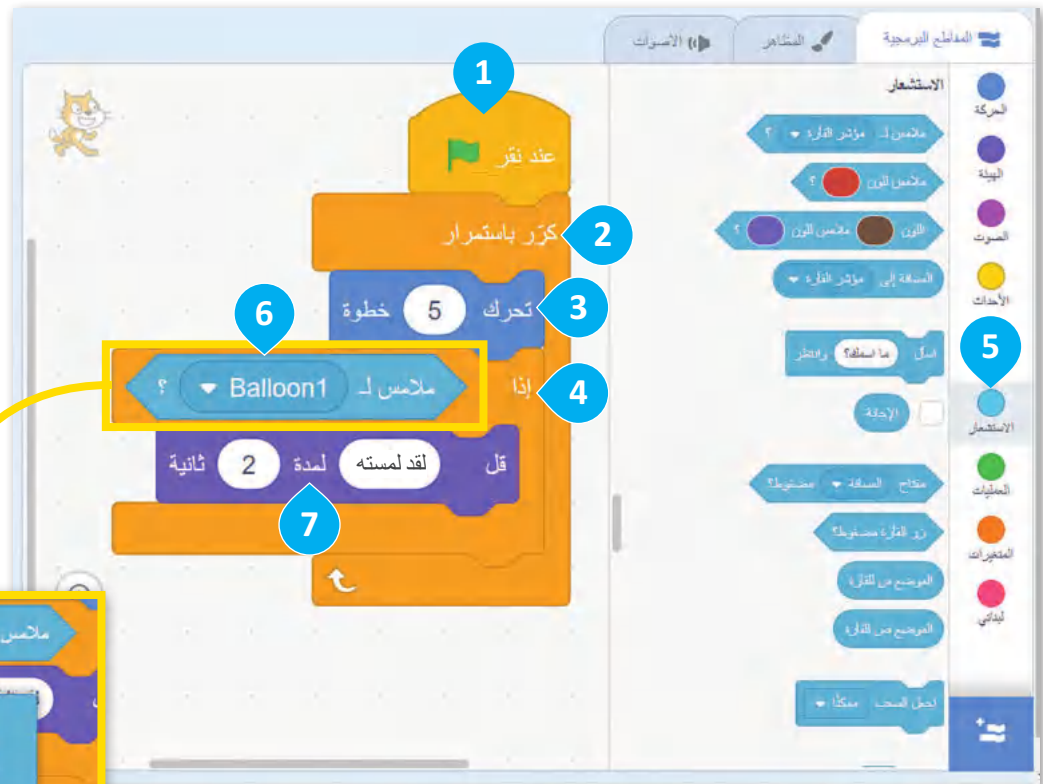 المقاطع البرمجية
المظاهر
الأصوات
الاستشعار
ملامس لـ مؤشر الفأرة ؟
ملامس للون ؟
اللون ملامس للون ؟
المسافة إلى مؤشر الفأرة
اسأل ما اسمك؟ وانتظر
الإجابة
مفتاح المسافة مضغوط؟
زر الفأرة مضغوط؟
الموضع س للفأرة
اجعل السحب ممكنًا
الحركة
الهيئة
الصوت
الأحداث
5
الاستشعار
العمليات
المتغيرات
لبناتي
1
عند نقر
كرّر باستمرار
2
تحرك 5 خطوة
3
6
إذا ملامس لـ Balloon1 ؟
4
قل لقد لمسته لمدة 2 ثانية
7
ملامس